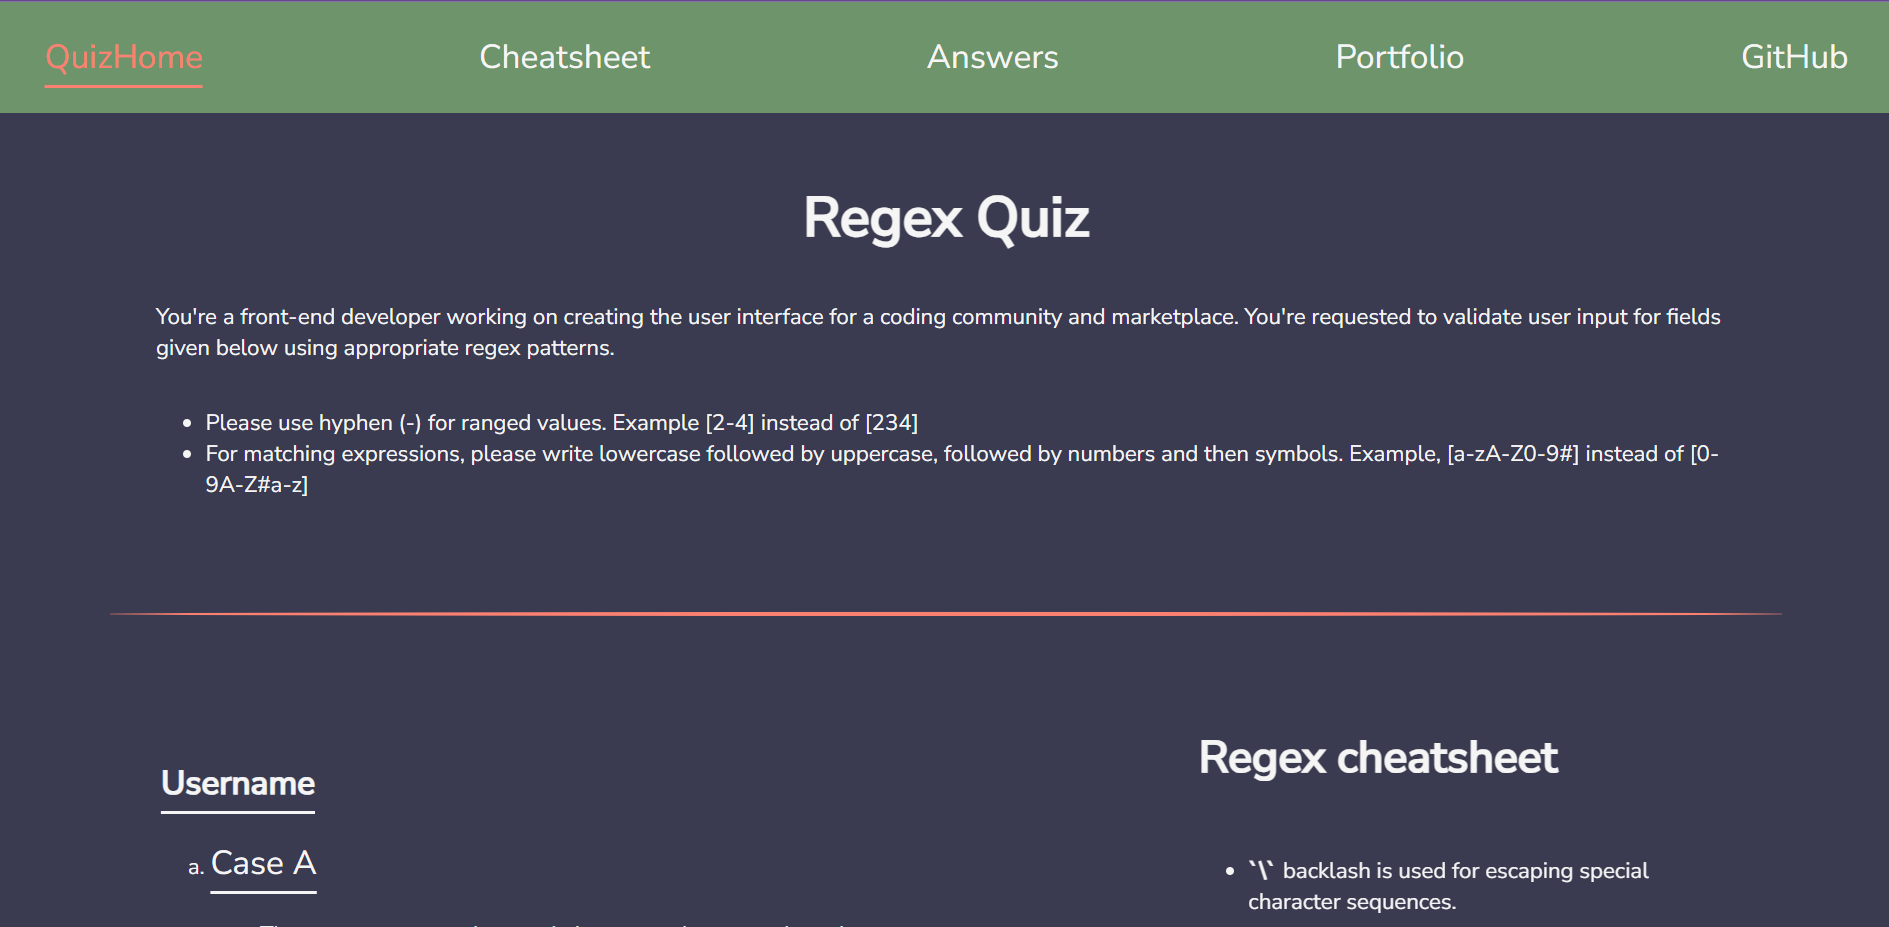 QuizHome Cheatsheet Answers Portfolio GitHub
Regex Quiz
You're a front-end developer working on creating the user interface for a coding community and marketplace. You're requested to validate user input for fields
given below using appropriate regex patterns.
• Please use hyphen (-) for ranged values. Example [2-4] instead of [234]
• For matching expressions, please write lowercase followed by uppercase, followed by numbers and then symbols. Example, [a-zA-Z0-9#] instead of [0-
9A-Z#a-z]
Username
a. Case A
Regex cheatsheet
• `\` backlash is used for escaping special
character sequences.